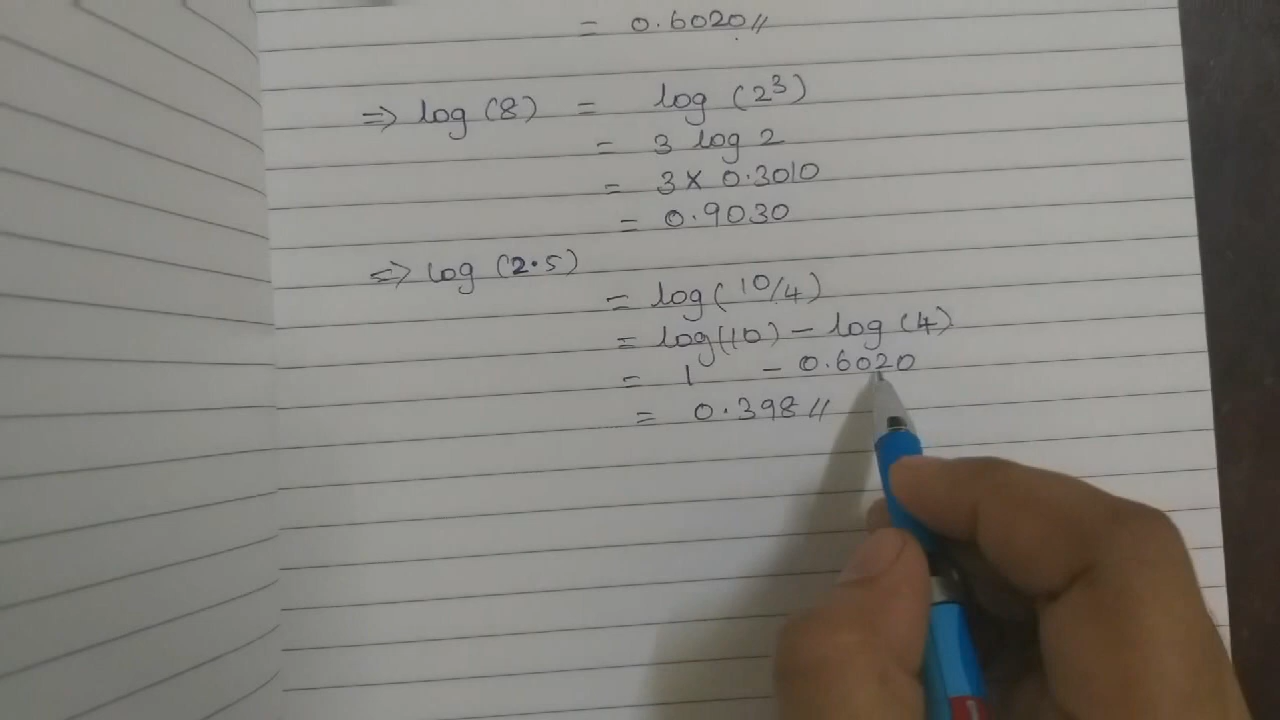 = 0.6020//
=> log (8) = log (2³)
= 3 log 2
= 3 × 0.3010
= 0.9030
=> log (2.5)
= log (10/4)
= log(10) - log (4)
= 1 - 0.6020
= 0.398 //